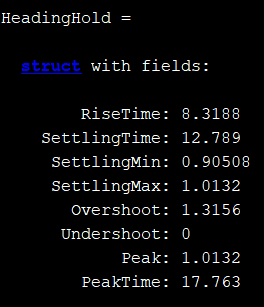 HeadingHold =
struct with fields:
RiseTime: 8.3188
SettlingTime: 12.789
SettlingMin: 0.90508
SettlingMax: 1.0132
Overshoot: 1.3156
Undershoot: 0
Peak: 1.0132
PeakTime: 17.763